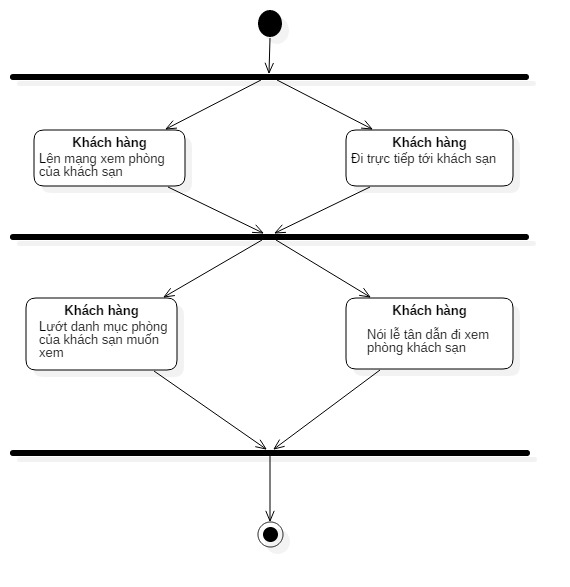 Khách hàng
Lên mạng xem phòng
của khách sạn
Khách hàng
Đi trực tiếp tới khách sạn
Khách hàng
Lướt danh mục phòng
của khách sạn muốn
xem
Khách hàng
Nói lễ tân dẫn đi xem
phòng khách sạn